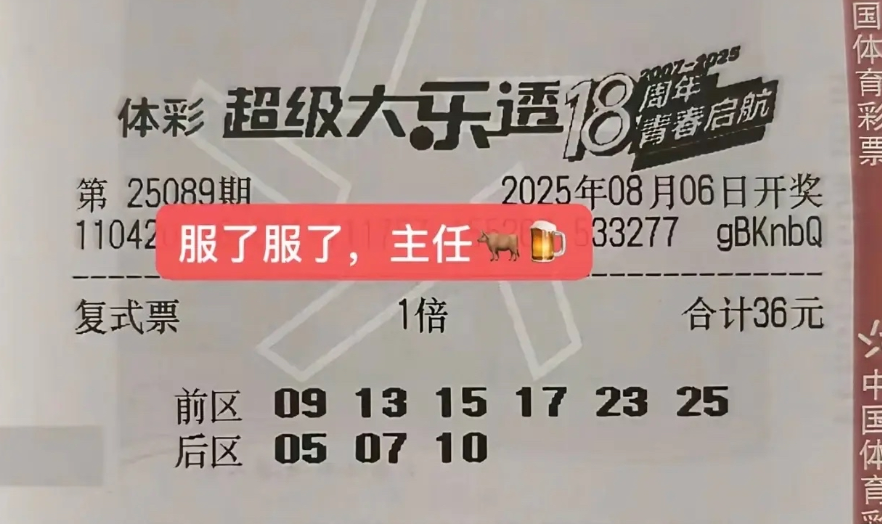 体彩 超级大乐透 18 2007-2025
周年
青春启航
第 25089期 2025年08月06日开奖
11042 533277 gBKnbQ
服了服了，主任🐂🍺
复式票 1倍 合计36元
前区 09 13 15 17 23 25
后区 05 07 10
国体育彩票
中国体育彩